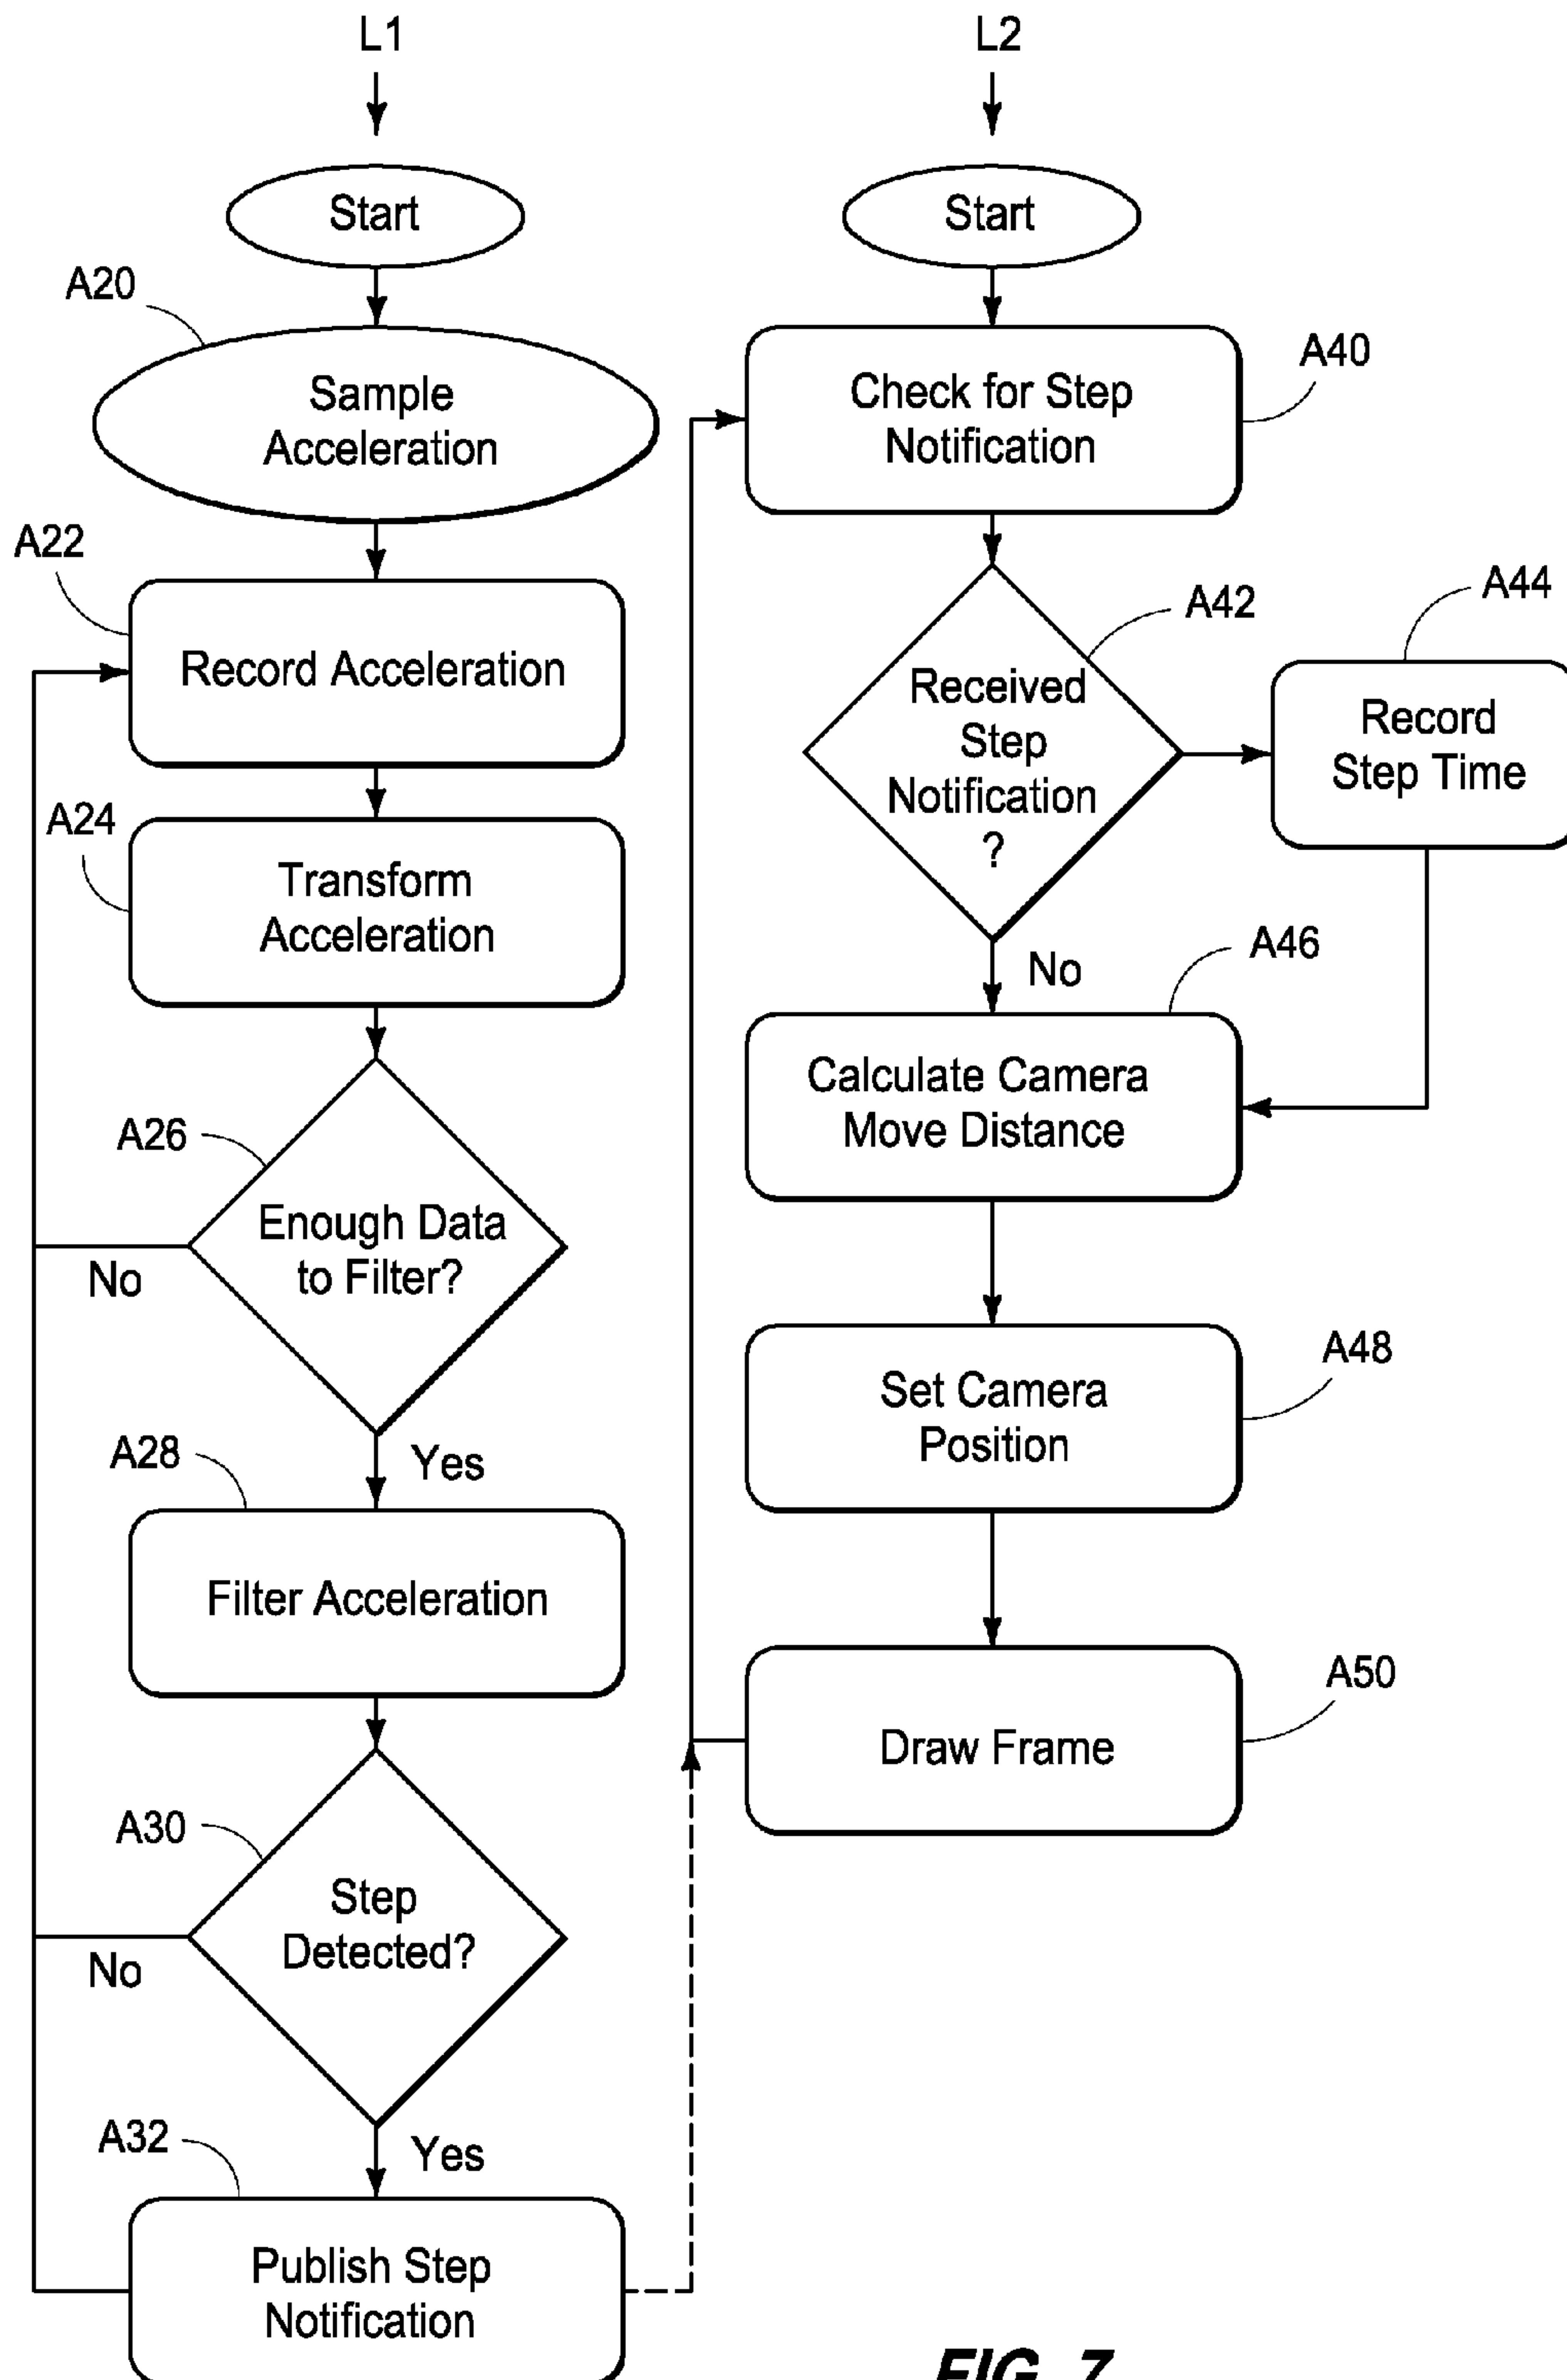 L1
Start
A20
Sample
Acceleration
A22
Record Acceleration
A24
Transform
Acceleration
A26
Enough Data
to Filter?
No
Yes
A28
Filter Acceleration
A30
Step
Detected?
No
Yes
A32
Publish Step
Notification
L2
Start
A40
Check for Step
Notification
A42
Received
Step
Notification
?
A44
Record
Step Time
No
A46
Calculate Camera
Move Distance
A48
Set Camera
Position
A50
Draw Frame
FIG. 7